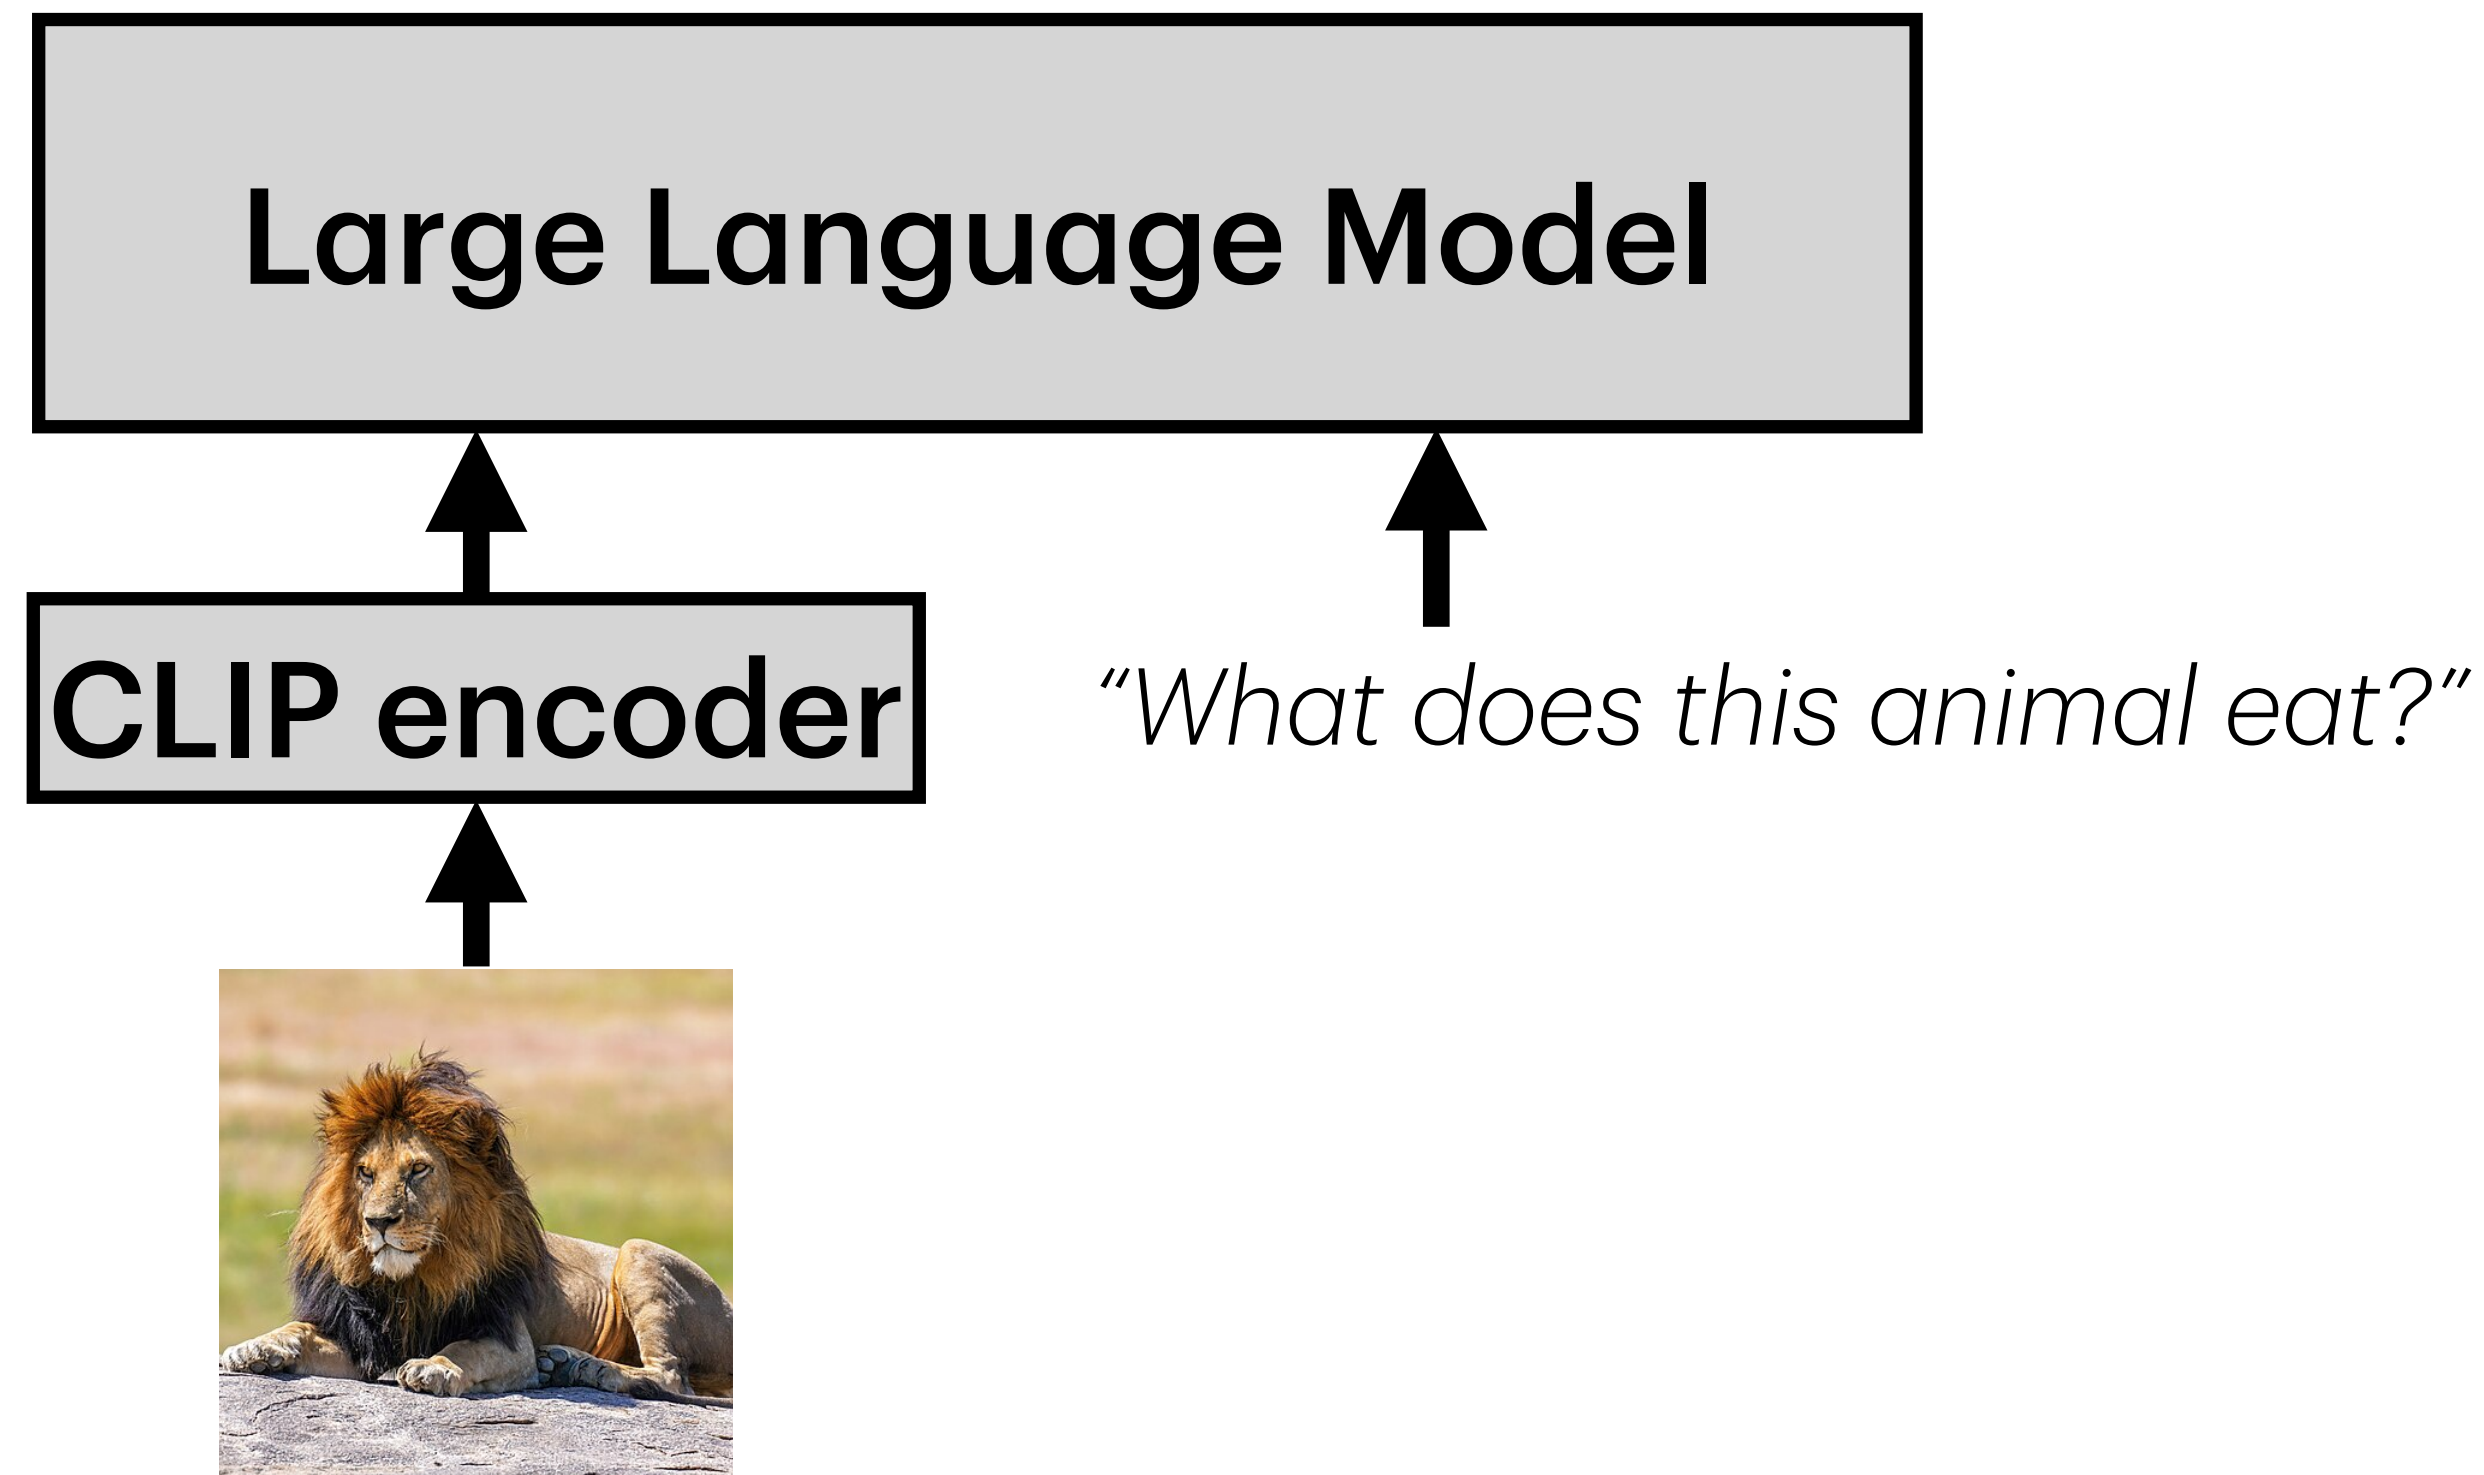 Large Language Model
CLIP encoder
“What does this animal eat?”